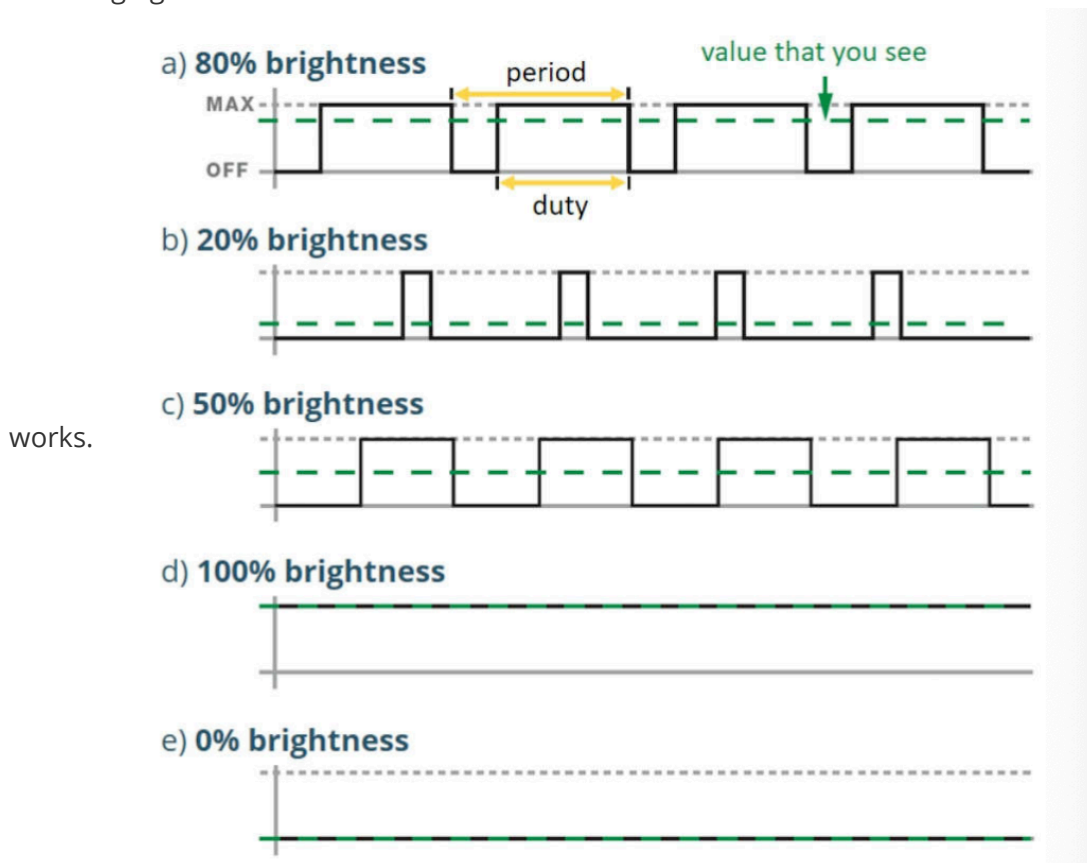 a) 80% brightness
value that you see
period
MAX
OFF
duty
b) 20% brightness
c) 50% brightness
works.
d) 100% brightness
e) 0% brightness